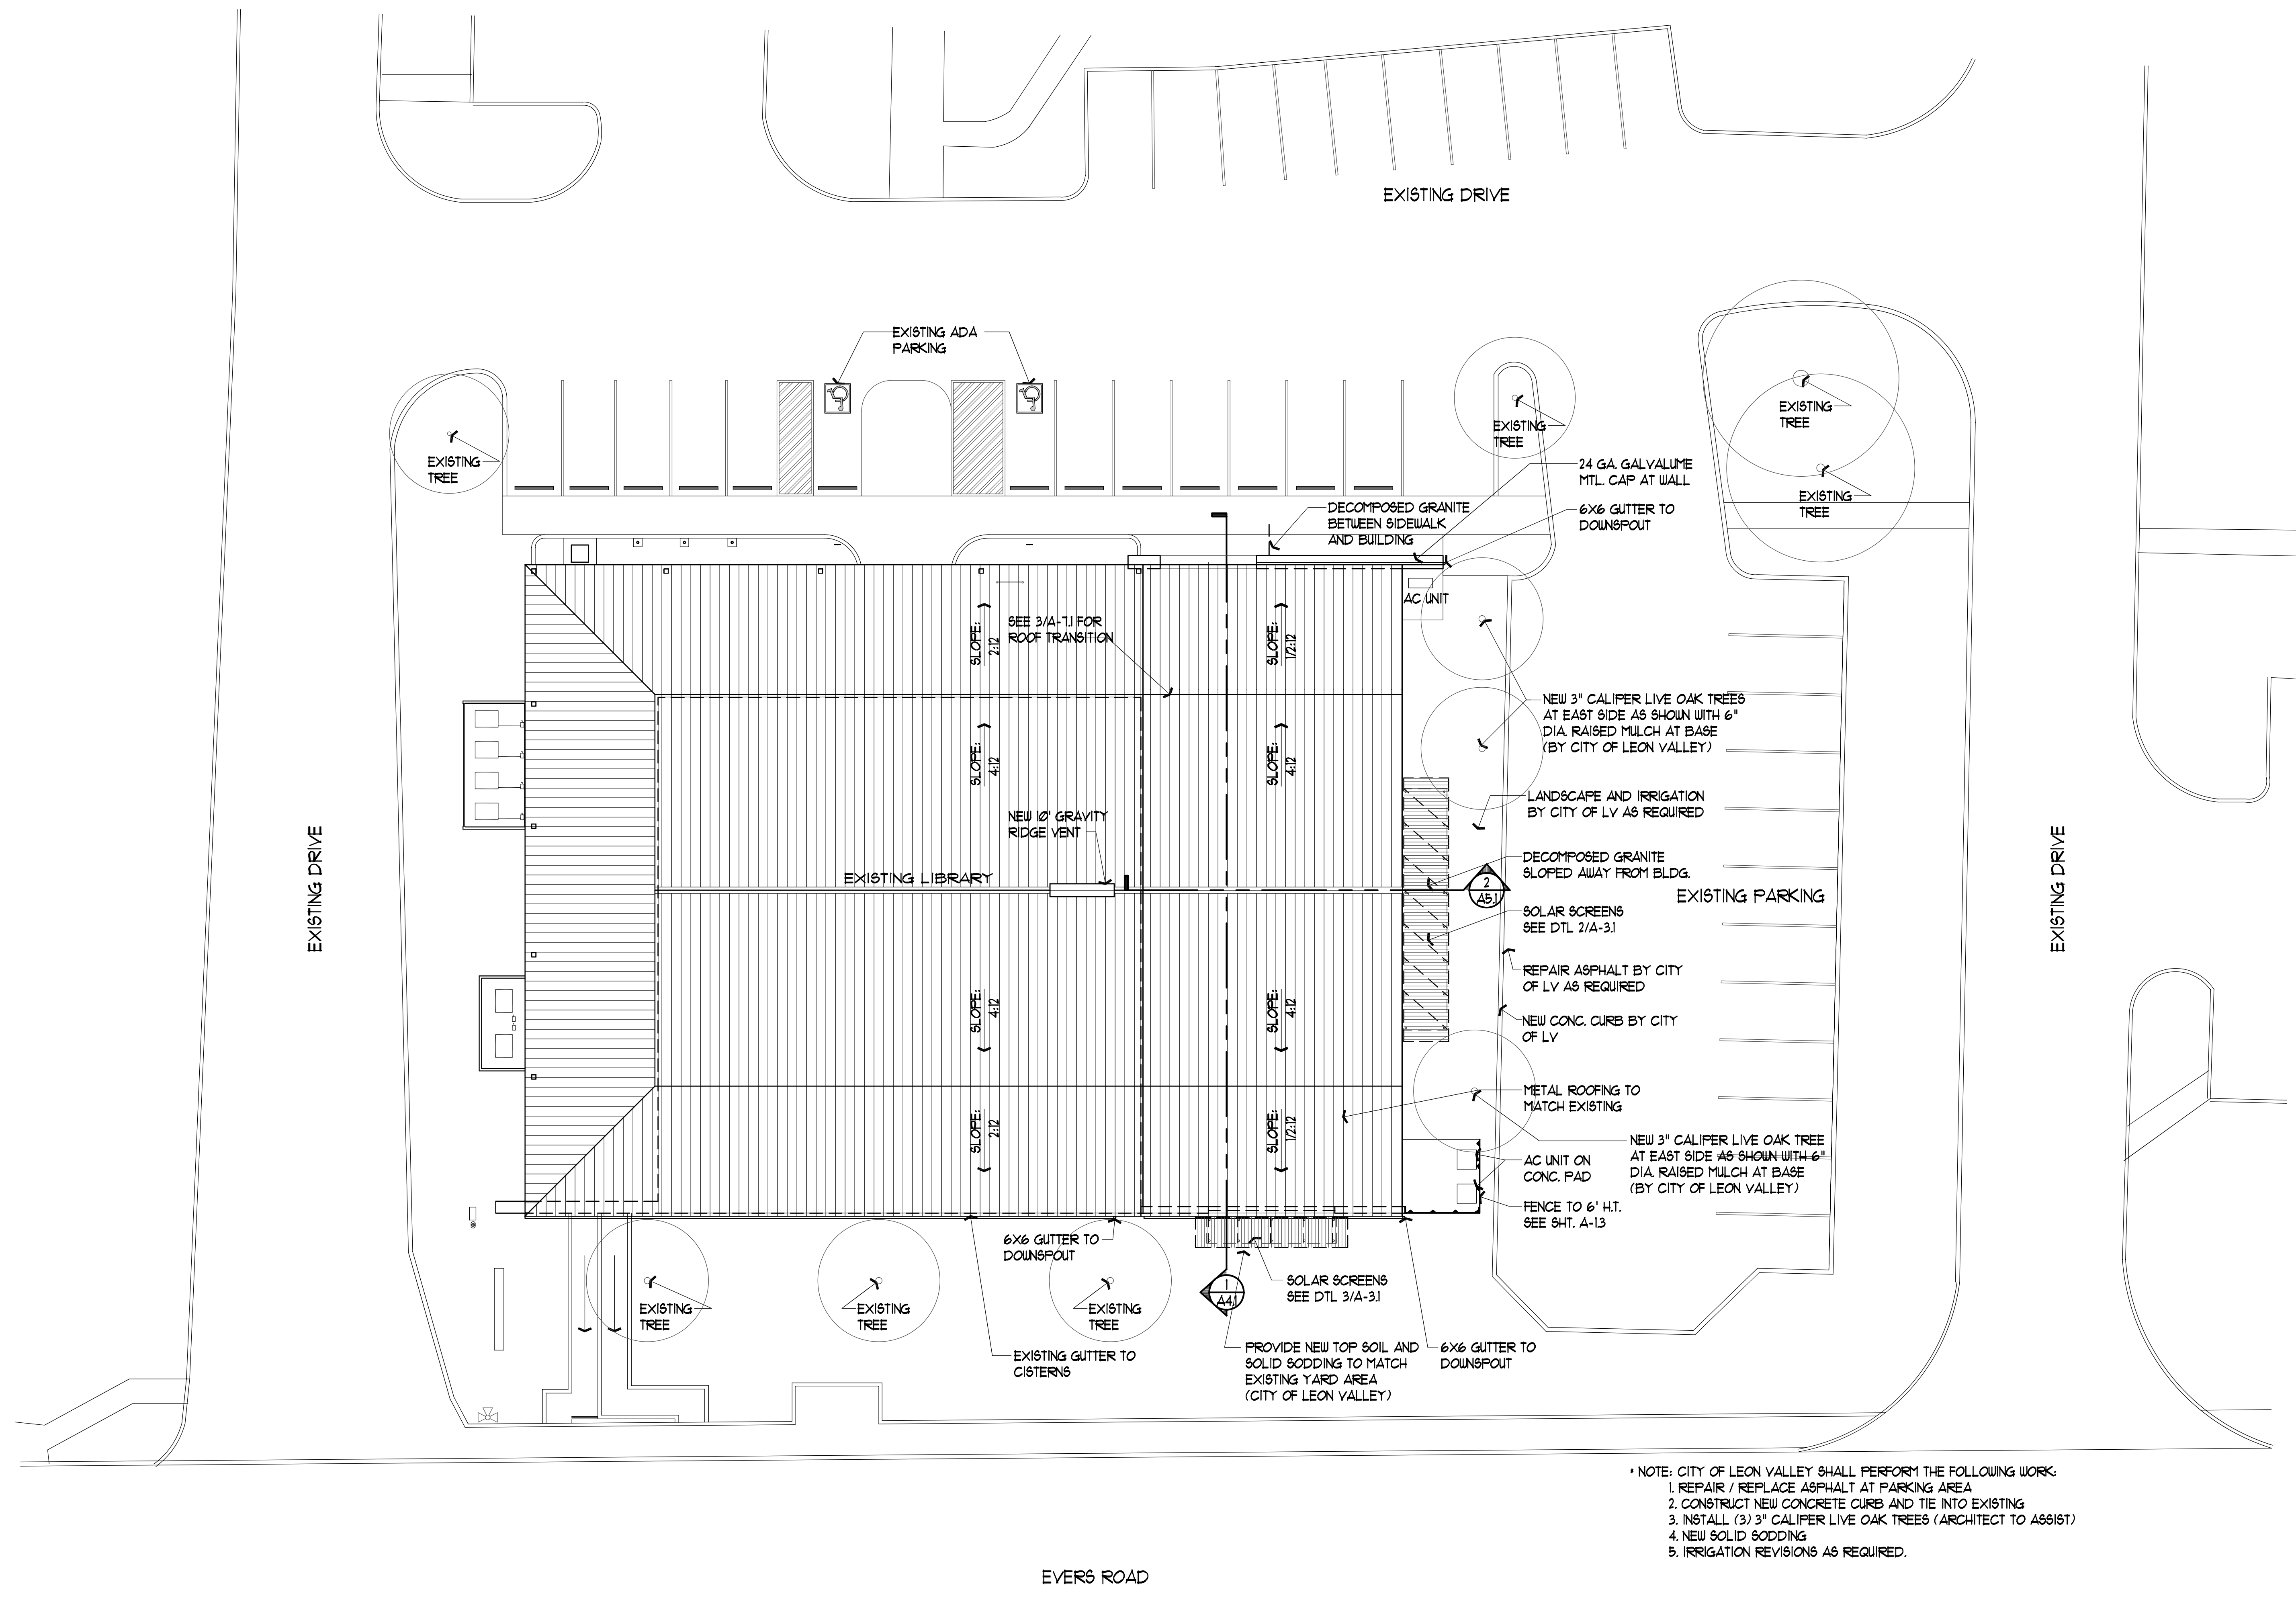 EXISTING DRIVE
EXISTING ADA
PARKING
EXISTING
TREE
EXISTING
TREE
EXISTING
TREE
EXISTING
TREE
24 GA. GALVALUME
MTL. CAP AT WALL
DECOMPOSED GRANITE
BETWEEN SIDEWALK
AND BUILDING
6X6 GUTTER TO
DOWNSPOUT
AC UNIT
SEE 3/A-7.1 FOR
ROOF TRANSITION
SLOPE:
2:12
SLOPE:
1/2:12
NEW 3" CALIPER LIVE OAK TREES
AT EAST SIDE AS SHOWN WITH 6"
DIA. RAISED MULCH AT BASE
(BY CITY OF LEON VALLEY)
SLOPE:
4:12
SLOPE:
4:12
LANDSCAPE AND IRRIGATION
BY CITY OF LV AS REQUIRED
NEW 10' GRAVITY
RIDGE VENT
EXISTING LIBRARY
DECOMPOSED GRANITE
SLOPED AWAY FROM BLDG.
2
A5.1
EXISTING PARKING
EXISTING DRIVE
EXISTING DRIVE
SOLAR SCREENS
SEE DTL 2/A-3.1
REPAIR ASPHALT BY CITY
OF LV AS REQUIRED
SLOPE:
4:12
SLOPE:
4:12
NEW CONC. CURB BY CITY
OF LV
METAL ROOFING TO
MATCH EXISTING
SLOPE:
2:12
SLOPE:
1/2:12
NEW 3" CALIPER LIVE OAK TREE
AT EAST SIDE AS SHOWN WITH 6"
DIA. RAISED MULCH AT BASE
(BY CITY OF LEON VALLEY)
AC UNIT ON
CONC. PAD
FENCE TO 6' H.T.
SEE SHT. A-1.3
6X6 GUTTER TO
DOWNSPOUT
SOLAR SCREENS
SEE DTL 3/A-3.1
1
A4.1
EXISTING
TREE
EXISTING
TREE
EXISTING
TREE
EXISTING GUTTER TO
CISTERNS
PROVIDE NEW TOP SOIL AND
SOLID SODDING TO MATCH
EXISTING YARD AREA
(CITY OF LEON VALLEY)
6X6 GUTTER TO
DOWNSPOUT
* NOTE: CITY OF LEON VALLEY SHALL PERFORM THE FOLLOWING WORK:
1. REPAIR / REPLACE ASPHALT AT PARKING AREA
2. CONSTRUCT NEW CONCRETE CURB AND TIE INTO EXISTING
3. INSTALL (3) 3" CALIPER LIVE OAK TREES (ARCHITECT TO ASSIST)
4. NEW SOLID SODDING
5. IRRIGATION REVISIONS AS REQUIRED.
EVERS ROAD